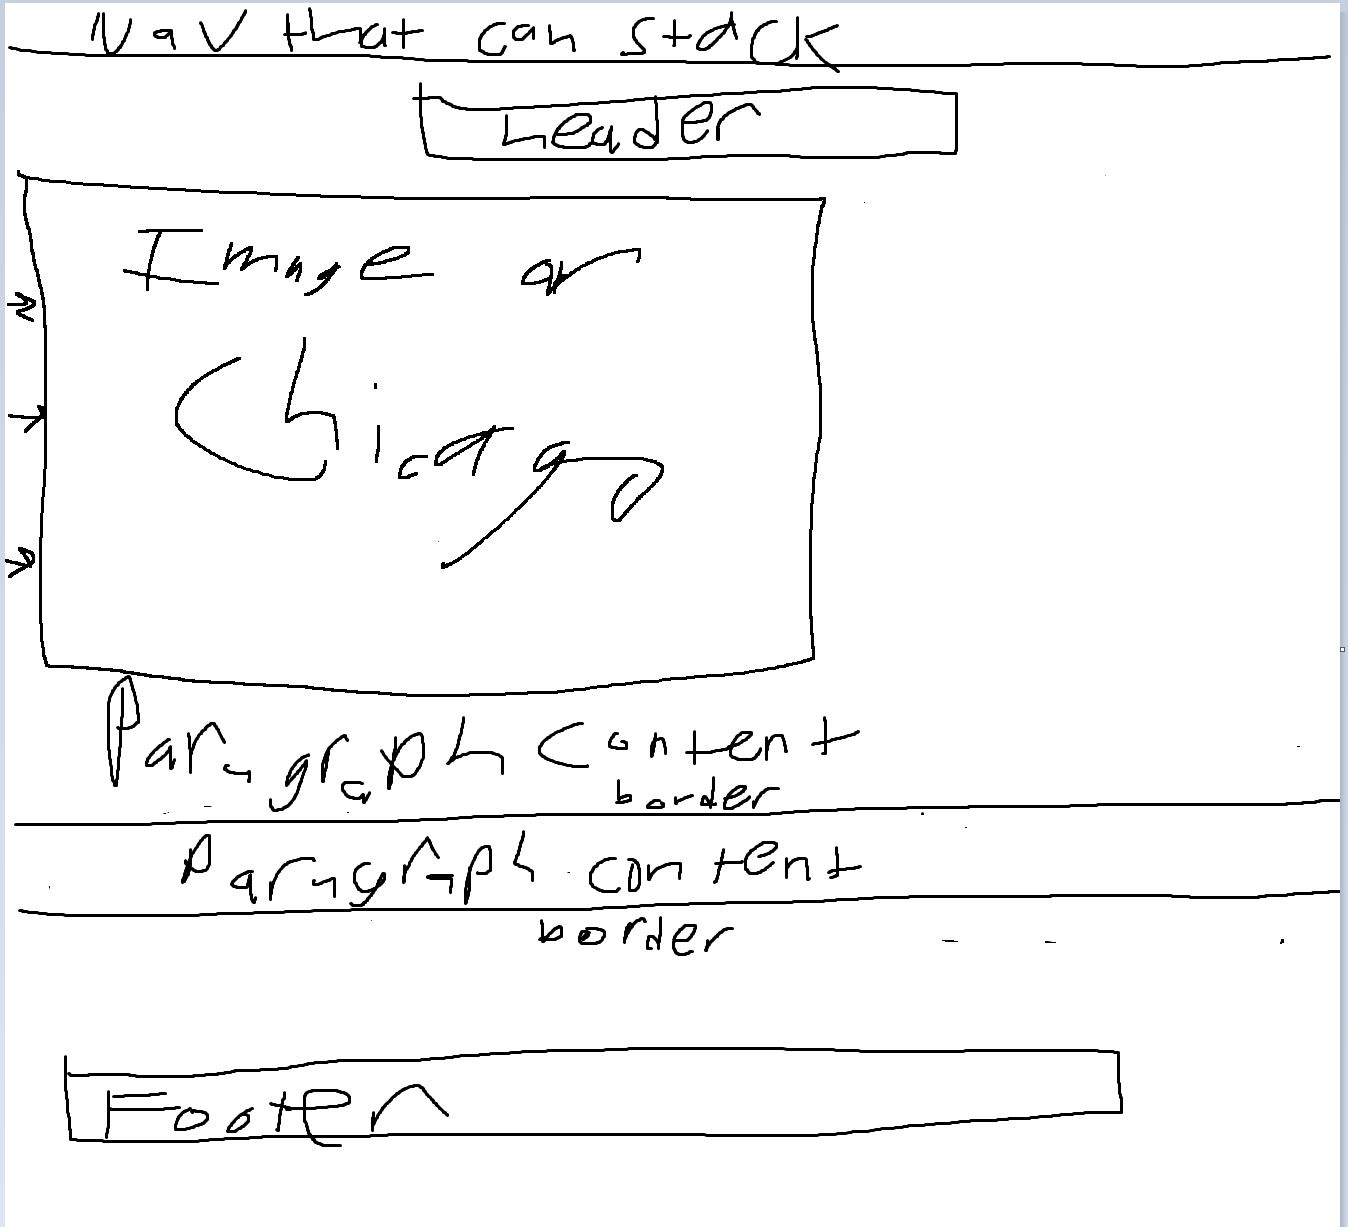 Nav that can stack
header
Image or
Chicago
Paragraph Content
border
Paragraph content
border
Footer